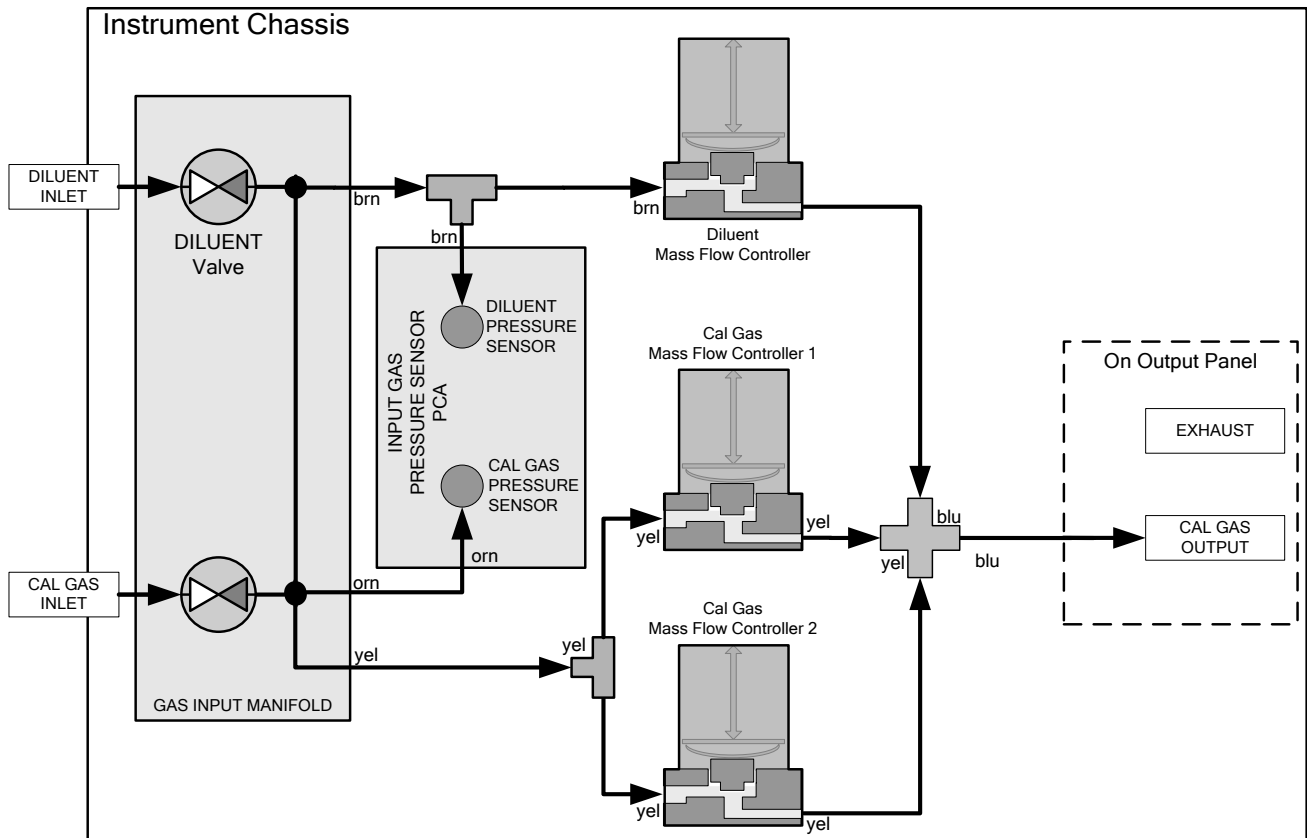 Instrument Chassis
DILUENT
INLET
DILUENT
Valve
brn
brn
brn
Diluent
Mass Flow Controller
INPUT GAS
PRESSURE SENSOR
PCA
DILUENT
PRESSURE
SENSOR
CAL GAS
PRESSURE
SENSOR
Cal Gas
Mass Flow Controller 1
On Output Panel
EXHAUST
CAL GAS
OUTPUT
yel
yel
blu
yel
blu
orn
orn
CAL GAS
INLET
Cal Gas
Mass Flow Controller 2
yel
yel
GAS INPUT MANIFOLD
yel
yel